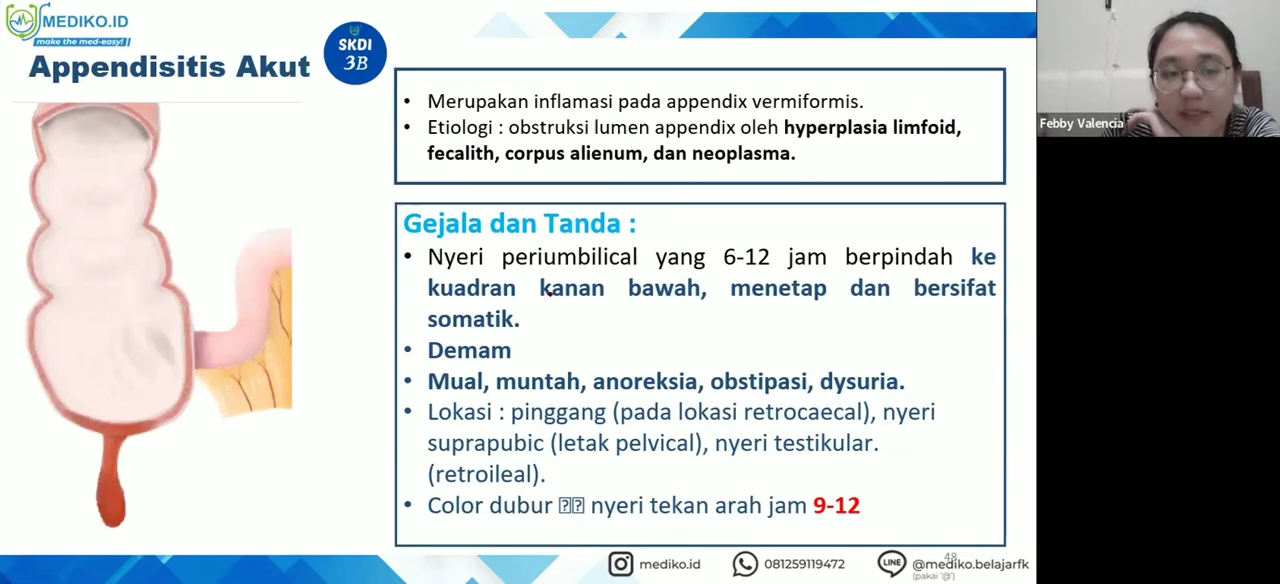 MEDIKO.ID
make the med-easy!
Appendisitis Akut
SKDI
3B
• Merupakan inflamasi pada appendix vermiformis.
• Etiologi : obstruksi lumen appendix oleh hyperplasia limfoid,
fecalith, corpus alienum, dan neoplasma.
Gejala dan Tanda :
• Nyeri periumbilical yang 6-12 jam berpindah ke
kuadran kanan bawah, menetap dan bersifat
somatik.
• Demam
• Mual, muntah, anoreksia, obstipasi, dysuria.
• Lokasi : pinggang (pada lokasi retrocaecal), nyeri
suprapubic (letak pelvical), nyeri testikular.
(retroileal).
• Color dubur nyeri tekan arah jam 9-12
Febby Valencia
mediko.id
081259119472
LINE
48
@mediko.belajarfk
(pakai '@')